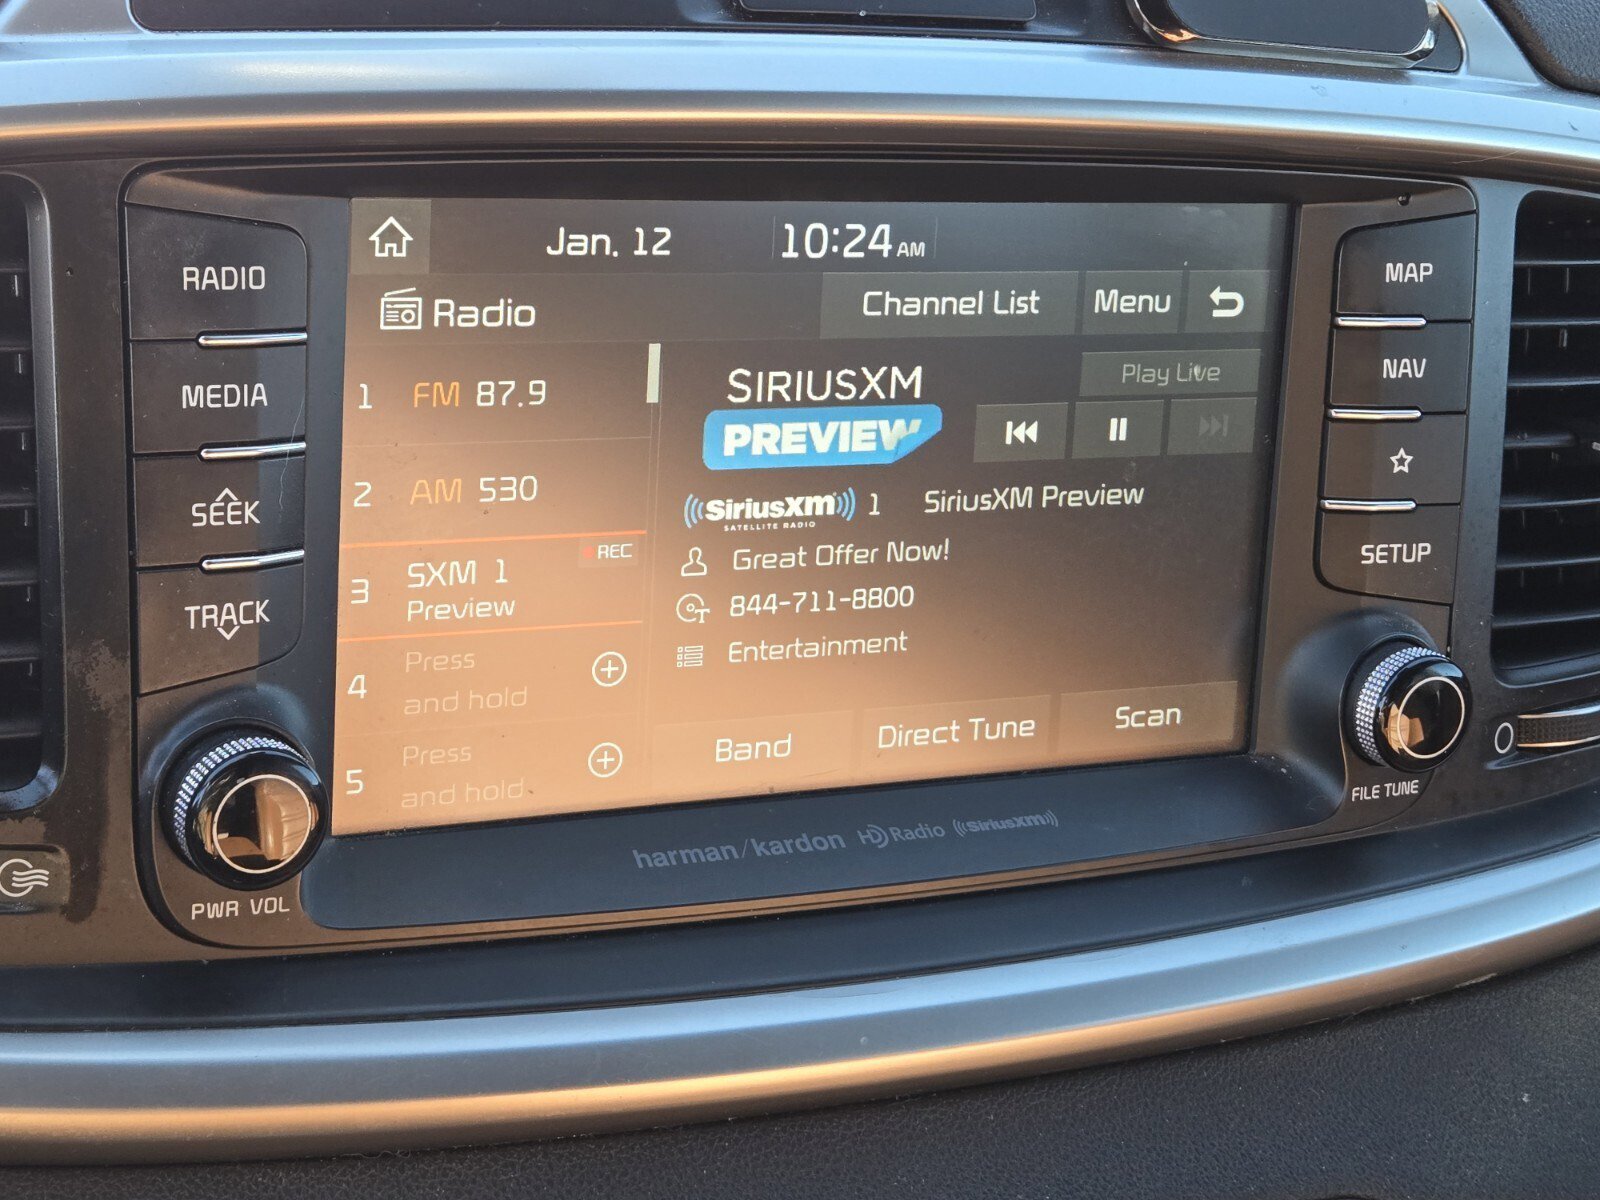 Jan. 12
10:24 AM
Radio
Channel List
Menu
1 FM 87.9
2 AM 530
3 SXM 1
REC
Preview
4 Press
and hold
5 Press
and hold
SIRIUSXM
PREVIEW
Play Live
SiriusXM 1 SiriusXM Preview
SATELLITE RADIO
Great Offer Now!
844-711-8800
Entertainment
Band
Direct Tune
Scan
RADIO
MEDIA
SEEK
TRACK
PWR VOL
MAP
NAV
SETUP
FILE TUNE
harman/kardon HD Radio SiriusXM